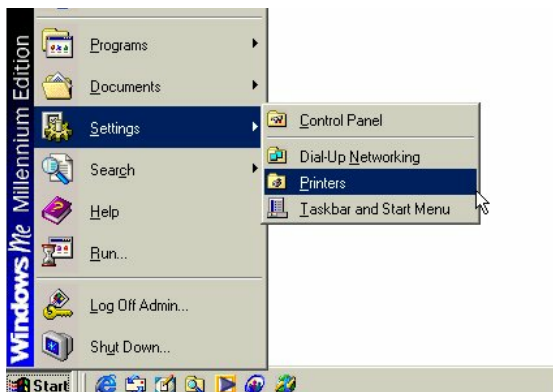 Windows Me Millennium Edition
Programs
Documents
Settings
Search
Help
Run...
Log Off Admin...
Shut Down...
Control Panel
Dial-Up Networking
Printers
Taskbar and Start Menu
Start